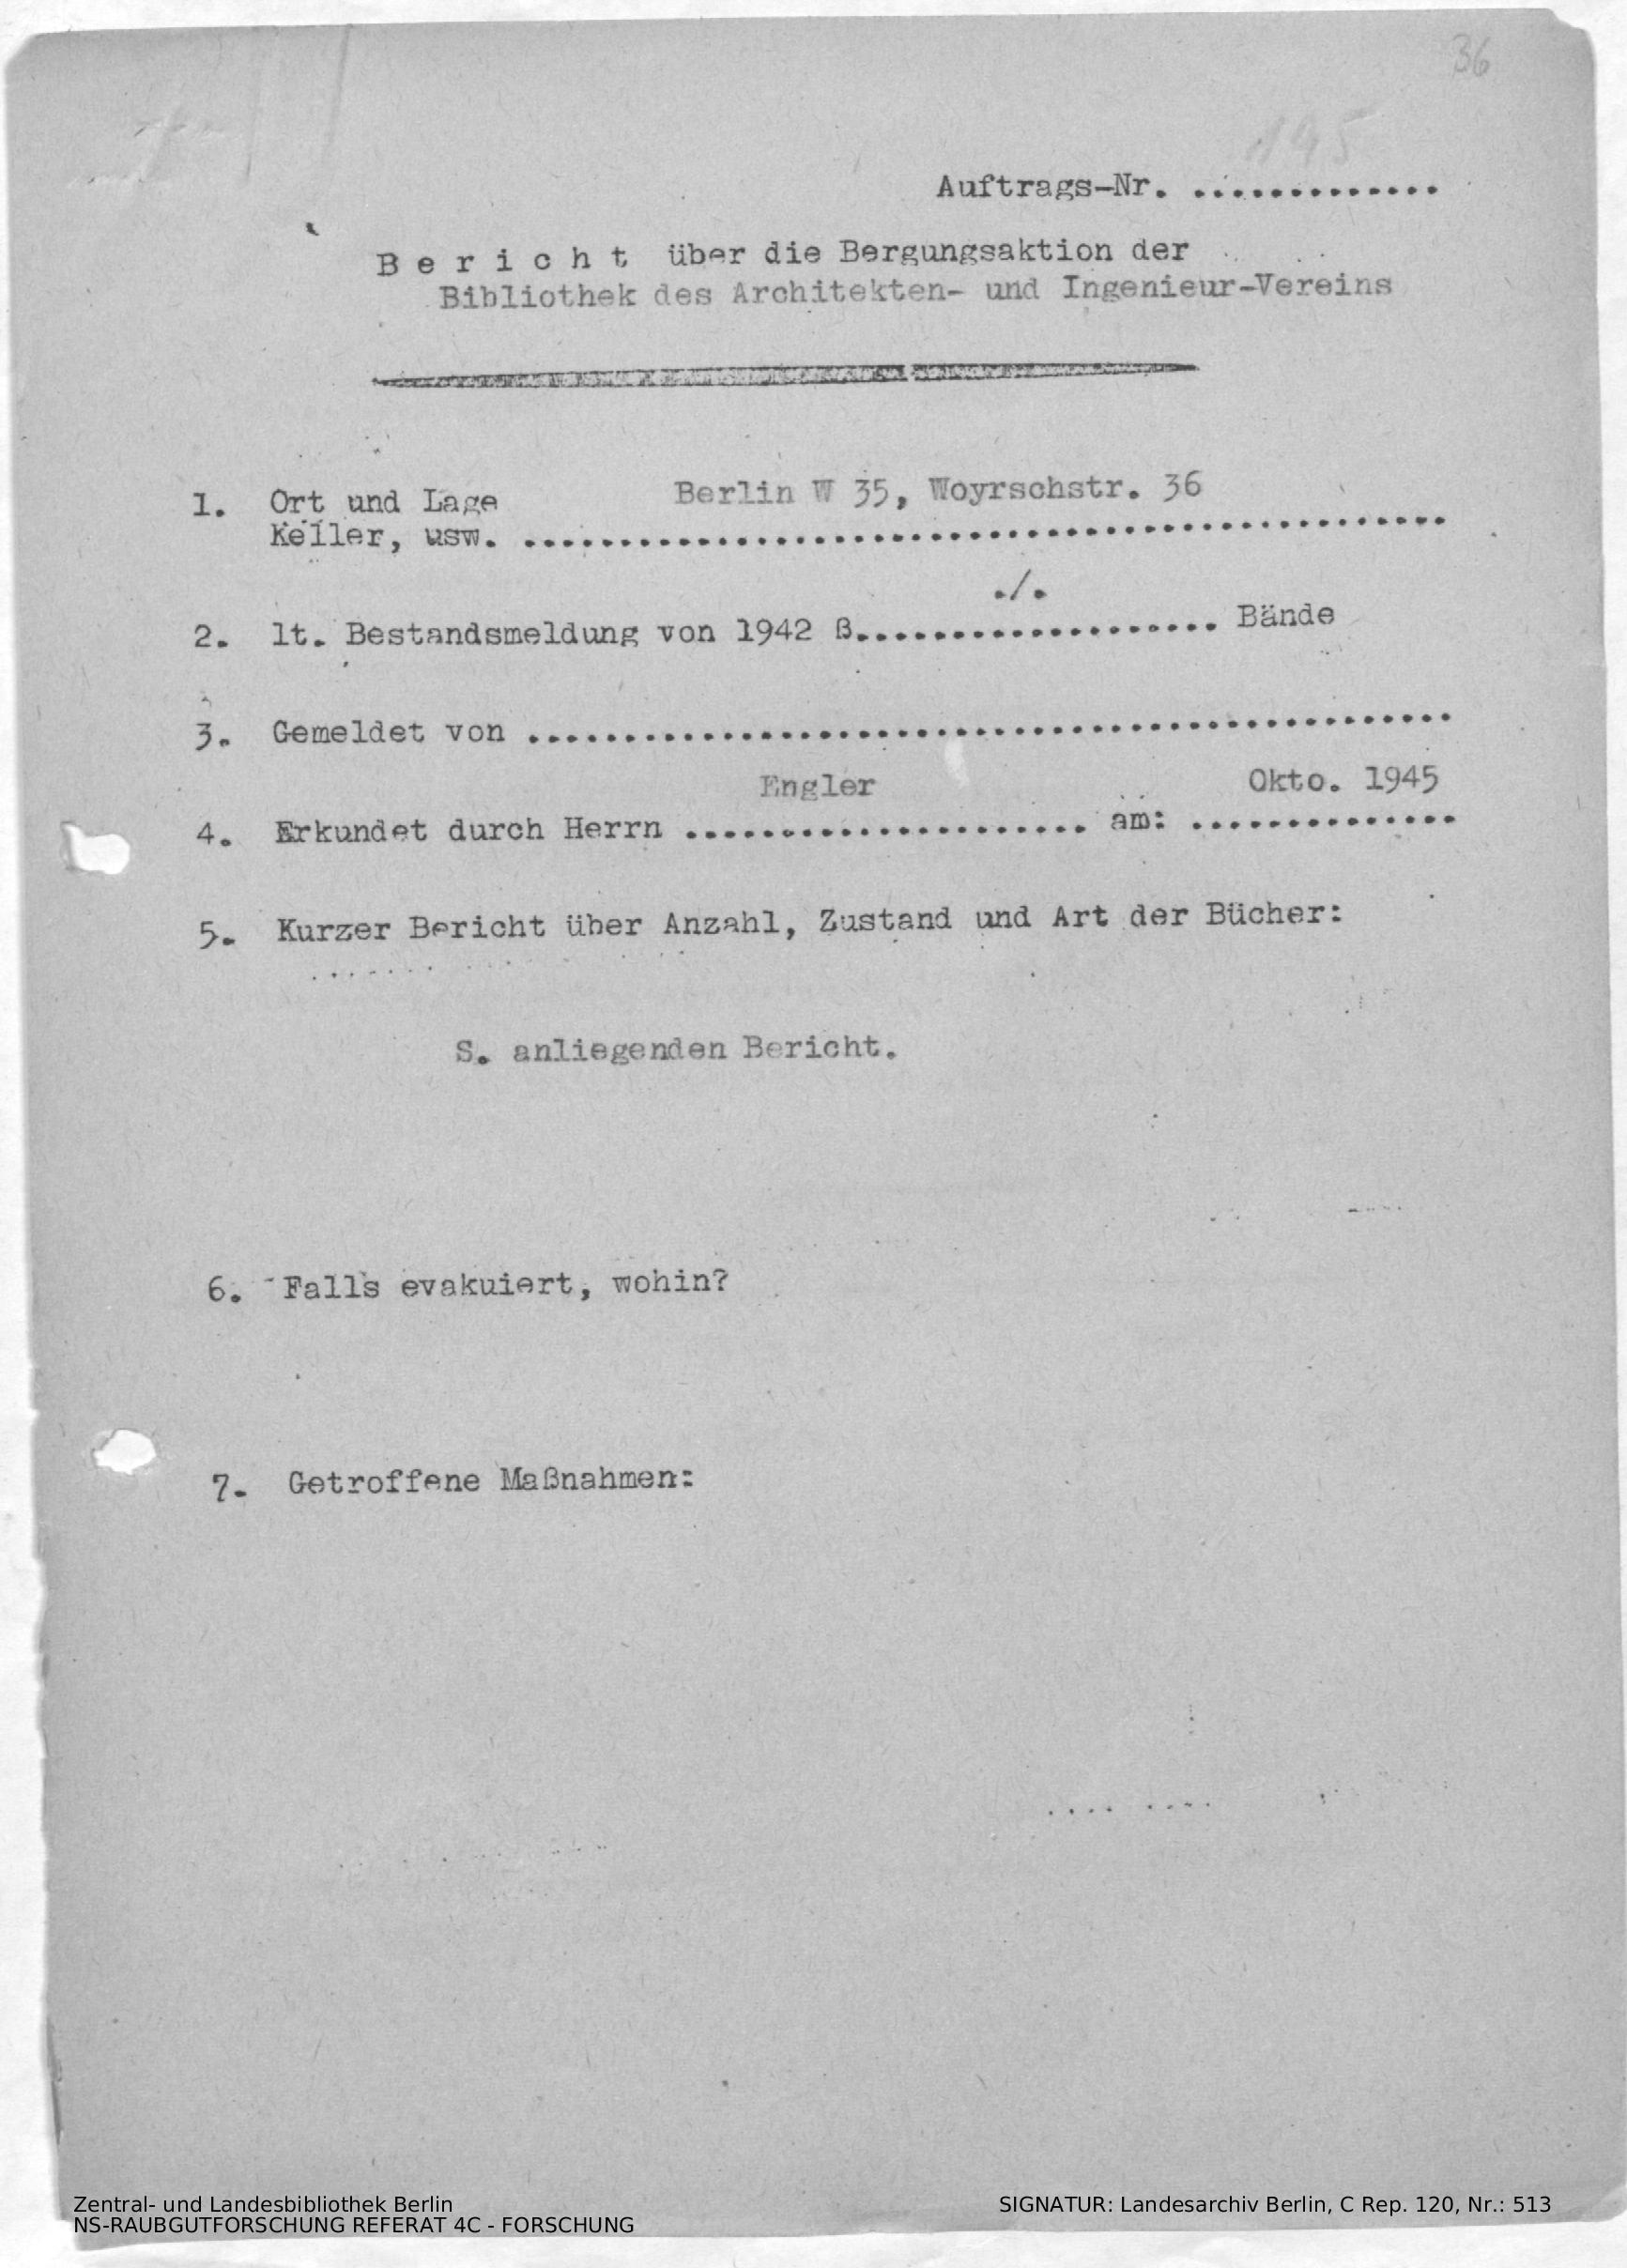 36
195
Auftrags-Nr. .............
B e r i c h t über die Bergungsaktion der
Bibliothek des Architekten- und Ingenieur-Vereins
1. Ort und Lage Berlin W 35, Woyrschstr. 36
Keller, usw. ................................................
./.
2. lt. Bestandsmeldung von 1942 ß................... Bände
3. Gemeldet von ................................................
Engler Okto. 1945
4. Erkundet durch Herrn ..................... am: ..............
5. Kurzer Bericht über Anzahl, Zustand und Art der Bücher:
S. anliegenden Bericht.
6. Falls evakuiert, wohin?
7. Getroffene Maßnahmen:
Zentral- und Landesbibliothek Berlin
NS-RAUBGUTFORSCHUNG REFERAT 4C - FORSCHUNG
SIGNATUR: Landesarchiv Berlin, C Rep. 120, Nr.: 513